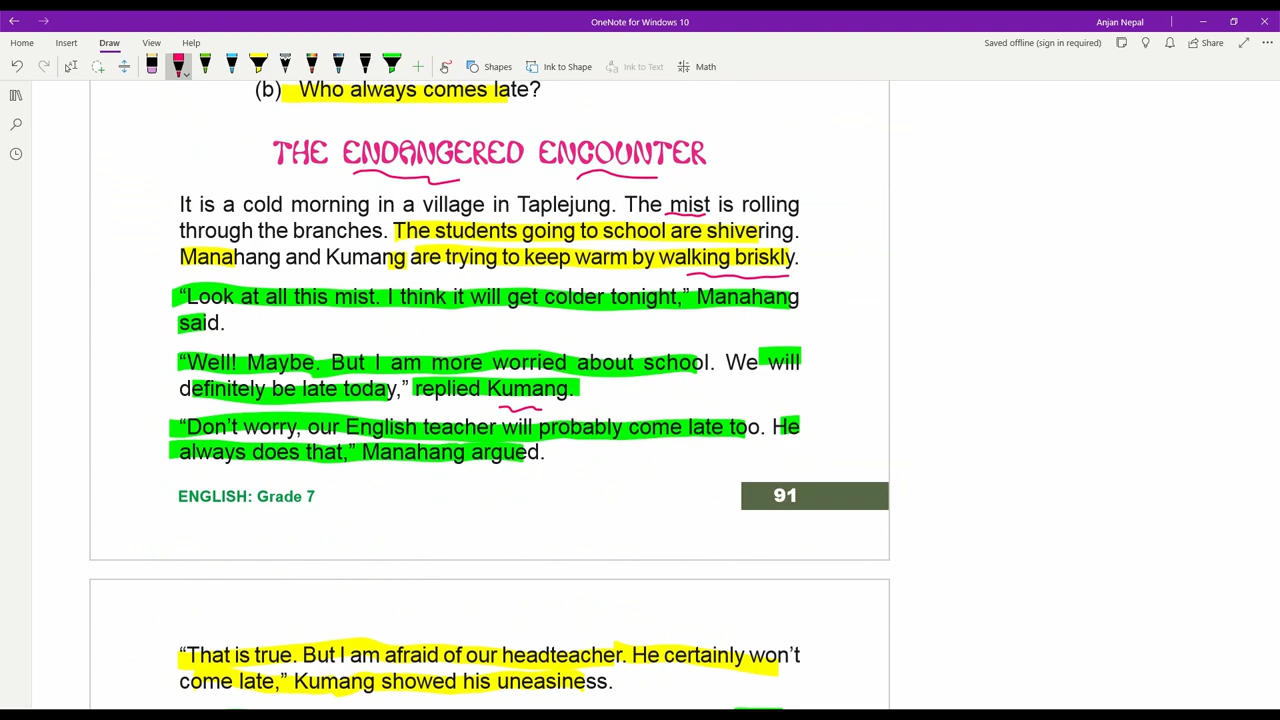 OneNote for Windows 10
Anjan Nepal
Home Insert Draw View Help
Saved offline (sign in required)
Share
Shapes
Ink to Shape
Ink to Text
Math
(b) Who always comes late?
THE ENDANGERED ENCOUNTER
It is a cold morning in a village in Taplejung. The mist is rolling
through the branches. The students going to school are shivering.
Manahang and Kumang are trying to keep warm by walking briskly.
“Look at all this mist. I think it will get colder tonight,” Manahang
said.
“Well! Maybe. But I am more worried about school. We will
definitely be late today,” replied Kumang.
“Don’t worry, our English teacher will probably come late too. He
always does that,” Manahang argued.
ENGLISH: Grade 7
91
“That is true. But I am afraid of our headteacher. He certainly won’t
come late,” Kumang showed his uneasiness.